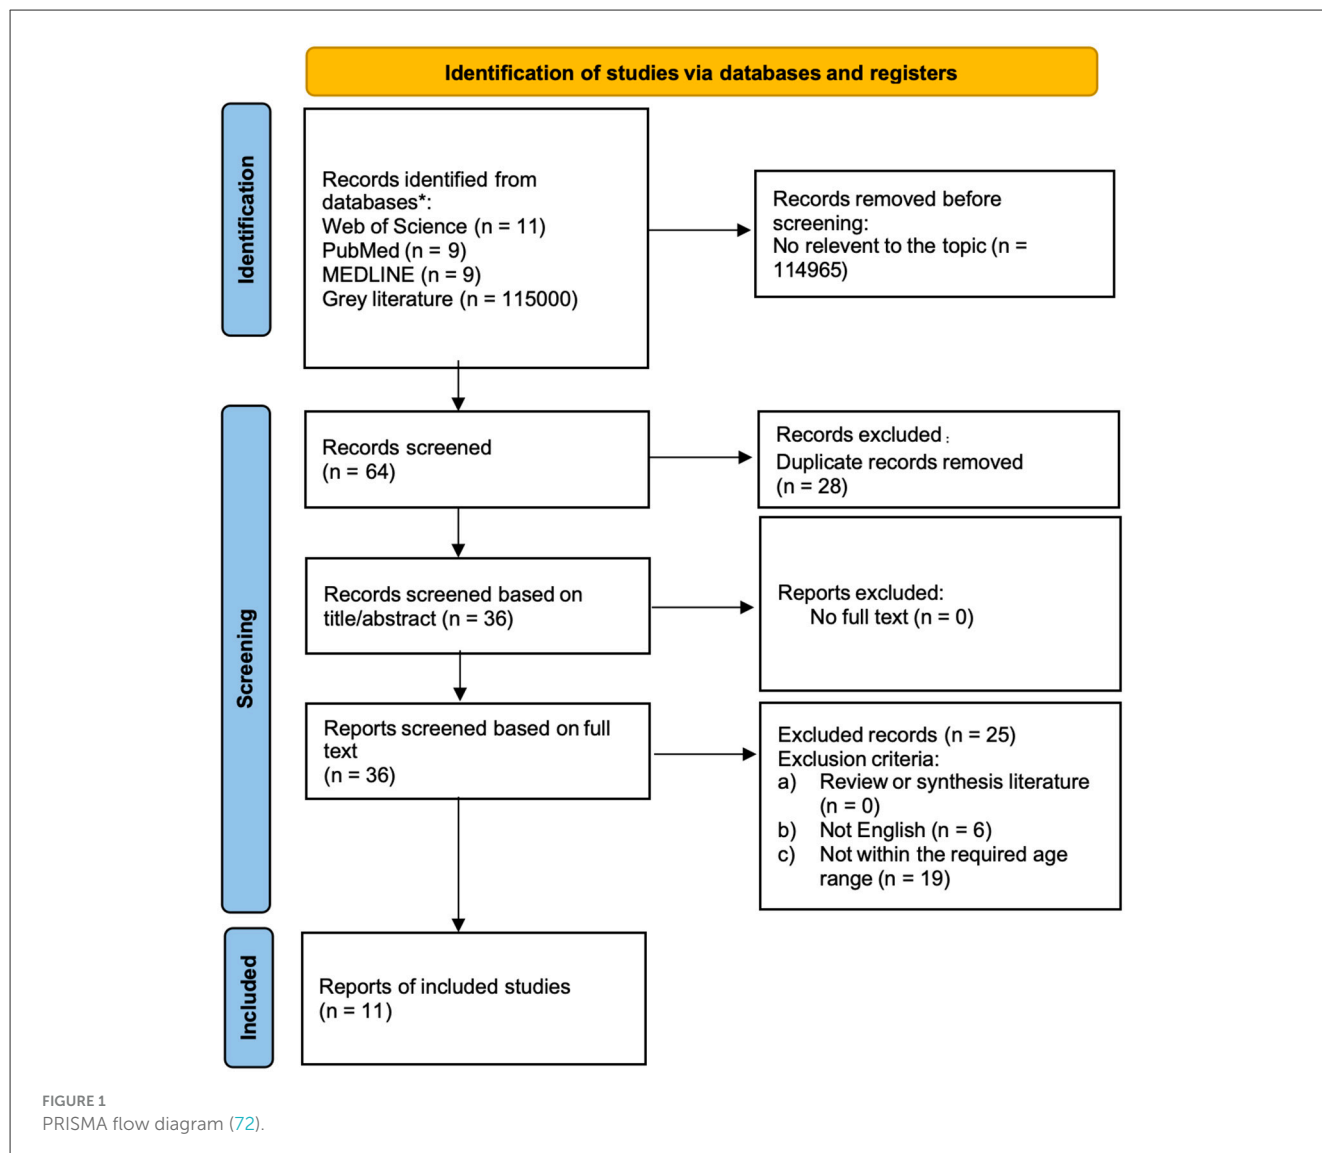 Identification of studies via databases and registers
Identification
Records identified from
databases*:
Web of Science (n = 11)
PubMed (n = 9)
MEDLINE (n = 9)
Grey literature (n = 115000)
Records removed before
screening:
No relevent to the topic (n =
114965)
Screening
Records screened
(n = 64)
Records excluded:
Duplicate records removed
(n = 28)
Records screened based on
title/abstract (n = 36)
Reports excluded:
No full text (n = 0)
Reports screened based on full
text
(n = 36)
Excluded records (n = 25)
Exclusion criteria:
a) Review or synthesis literature
(n = 0)
b) Not English (n = 6)
c) Not within the required age
range (n = 19)
Included
Reports of included studies
(n = 11)
FIGURE 1
PRISMA flow diagram (72).